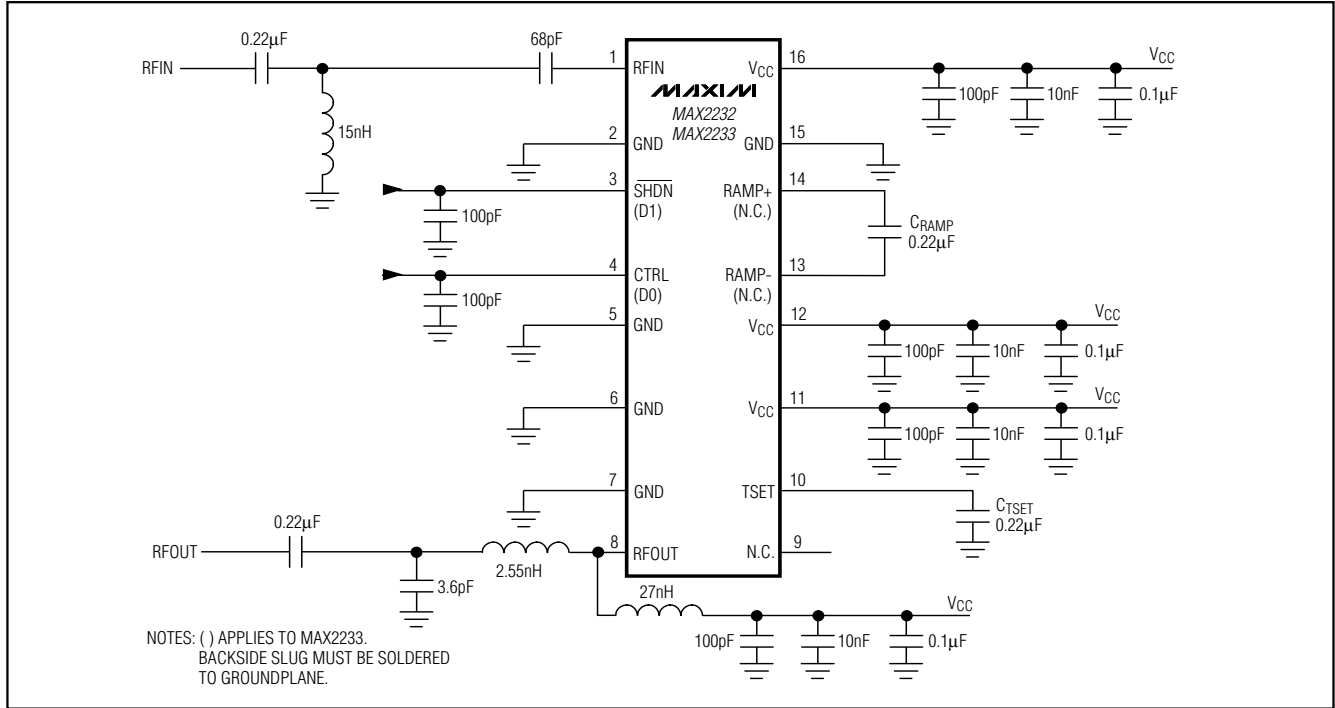 0.22µF
68pF
RFIN
15nH
100pF
100pF
1
RFIN
2
GND
3
SHDN
(D1)
4
CTRL
(D0)
5
GND
6
GND
7
GND
8
RFOUT
MAXIM
MAX2232
MAX2233
16
VCC
15
GND
14
RAMP+
(N.C.)
13
RAMP-
(N.C.)
12
VCC
11
VCC
10
TSET
9
N.C.
VCC
100pF
10nF
0.1µF
CRAMP
0.22µF
VCC
100pF
10nF
0.1µF
VCC
100pF
10nF
0.1µF
CTSET
0.22µF
0.22µF
RFOUT
3.6pF
2.55nH
27nH
VCC
100pF
10nF
0.1µF
NOTES: ( ) APPLIES TO MAX2233.
BACKSIDE SLUG MUST BE SOLDERED
TO GROUNDPLANE.